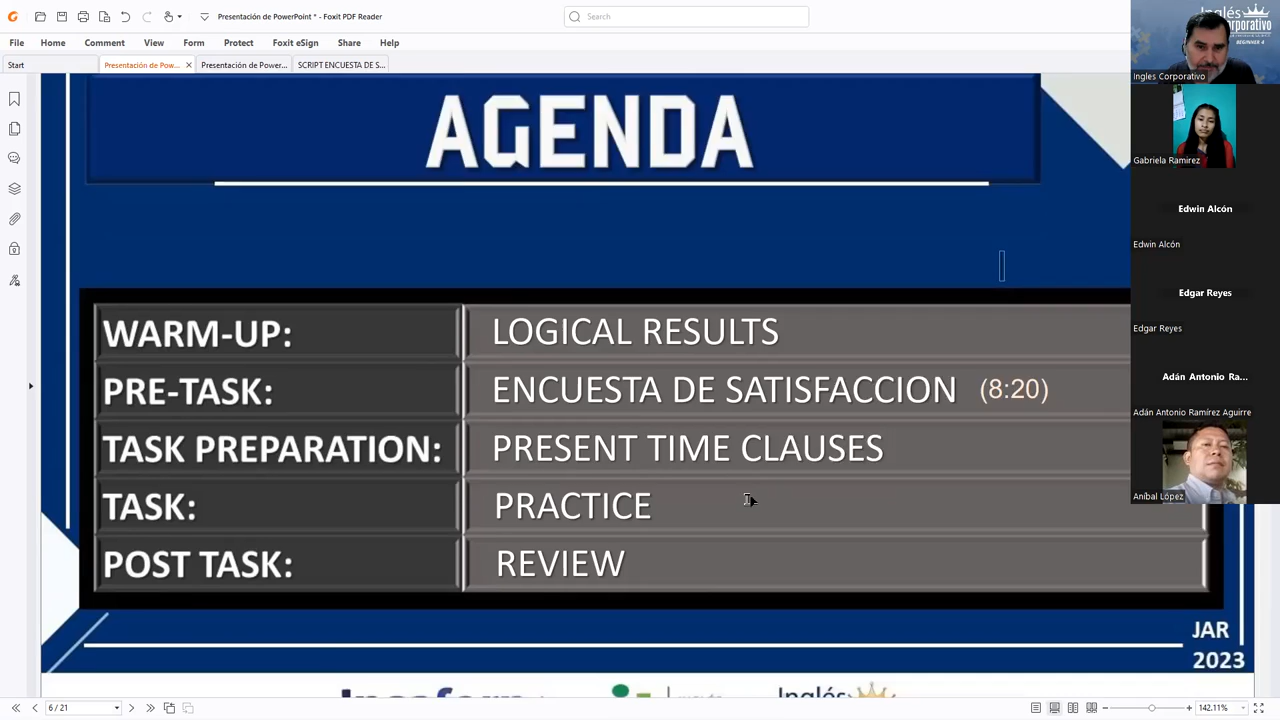 Presentación de PowerPoint * - Foxit PDF Reader
Search
File Home Comment View Form Protect Foxit eSign Share Help
Start
Presentación de Pow...
Presentación de Power...
SCRIPT ENCUESTA DE S...
AGENDA
WARM-UP: LOGICAL RESULTS
PRE-TASK: ENCUESTA DE SATISFACCION (8:20)
TASK PREPARATION: PRESENT TIME CLAUSES
TASK: PRACTICE
POST TASK: REVIEW
JAR
2023
Inglés
BEGINNER 4
Ingles Corporativo
Gabriela Ramirez
Edwin Alcón
Edwin Alcón
Edgar Reyes
Edgar Reyes
Adán Antonio Ra...
Adán Antonio Ramírez Aguirre
Aníbal López
6 / 21
142.11%